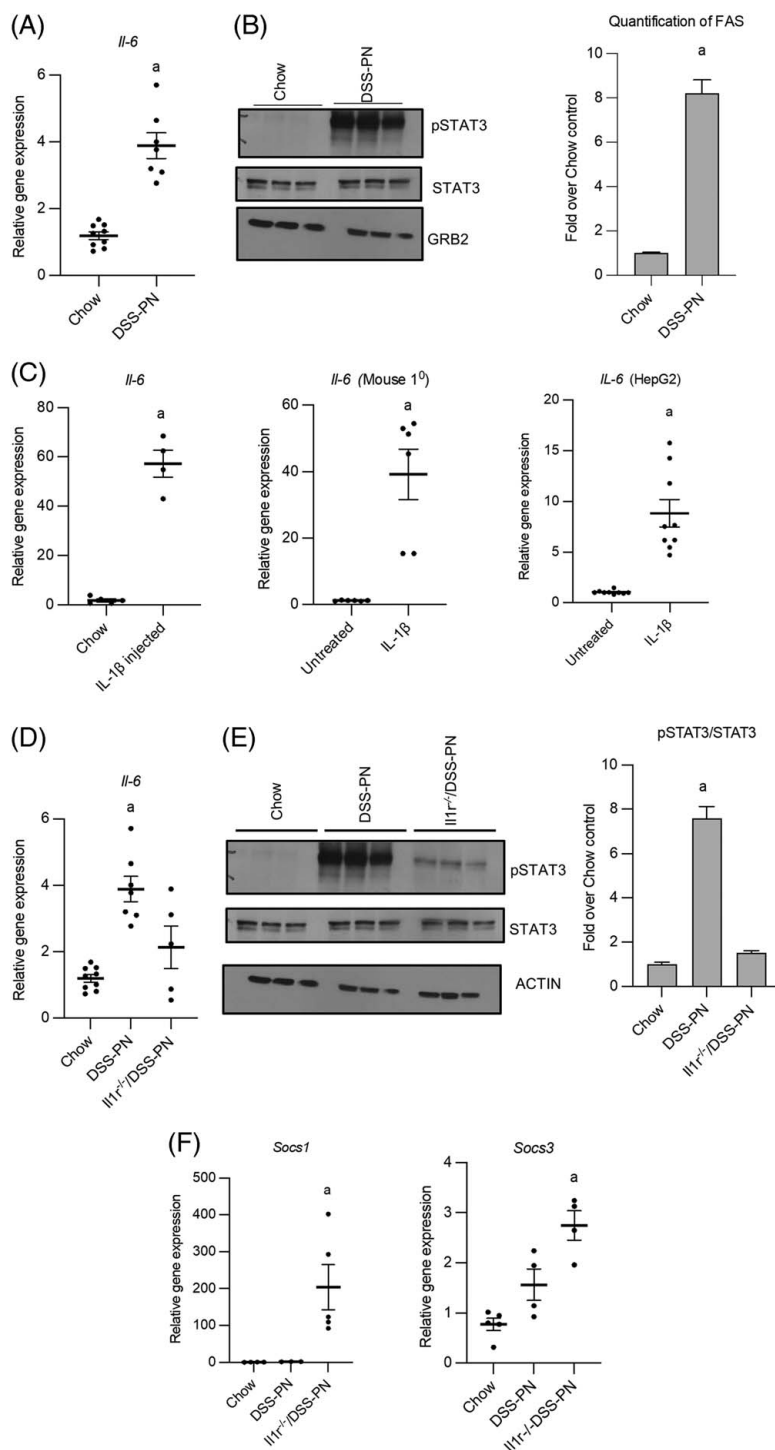 (A)
Il-6
a
Relative gene expression
6
4
2
0
Chow
DSS-PN
(B)
Chow
DSS-PN
pSTAT3
STAT3
GRB2
Quantification of FAS
a
Fold over Chow control
10
8
6
4
2
0
Chow
DSS-PN
(C)
Il-6
a
Relative gene expression
80
60
40
20
0
Chow
IL-1β injected
Il-6 (Mouse 1⁰)
a
Relative gene expression
60
40
20
0
Untreated
IL-1β
IL-6 (HepG2)
a
Relative gene expression
20
15
10
5
0
Untreated
IL-1β
(D)
Il-6
a
Relative gene expression
6
4
2
0
Chow
DSS-PN
Il1r⁻/⁻/DSS-PN
(E)
Chow
DSS-PN
Il1r⁻/⁻/DSS-PN
pSTAT3
STAT3
ACTIN
pSTAT3/STAT3
a
Fold over Chow control
10
8
6
4
2
0
Chow
DSS-PN
Il1r⁻/⁻/DSS-PN
(F)
Socs1
a
Relative gene expression
500
400
300
200
100
0
Chow
DSS-PN
Il1r⁻/⁻/DSS-PN
Socs3
a
Relative gene expression
4
3
2
1
0
Chow
DSS-PN
Il1r-/-DSS-PN